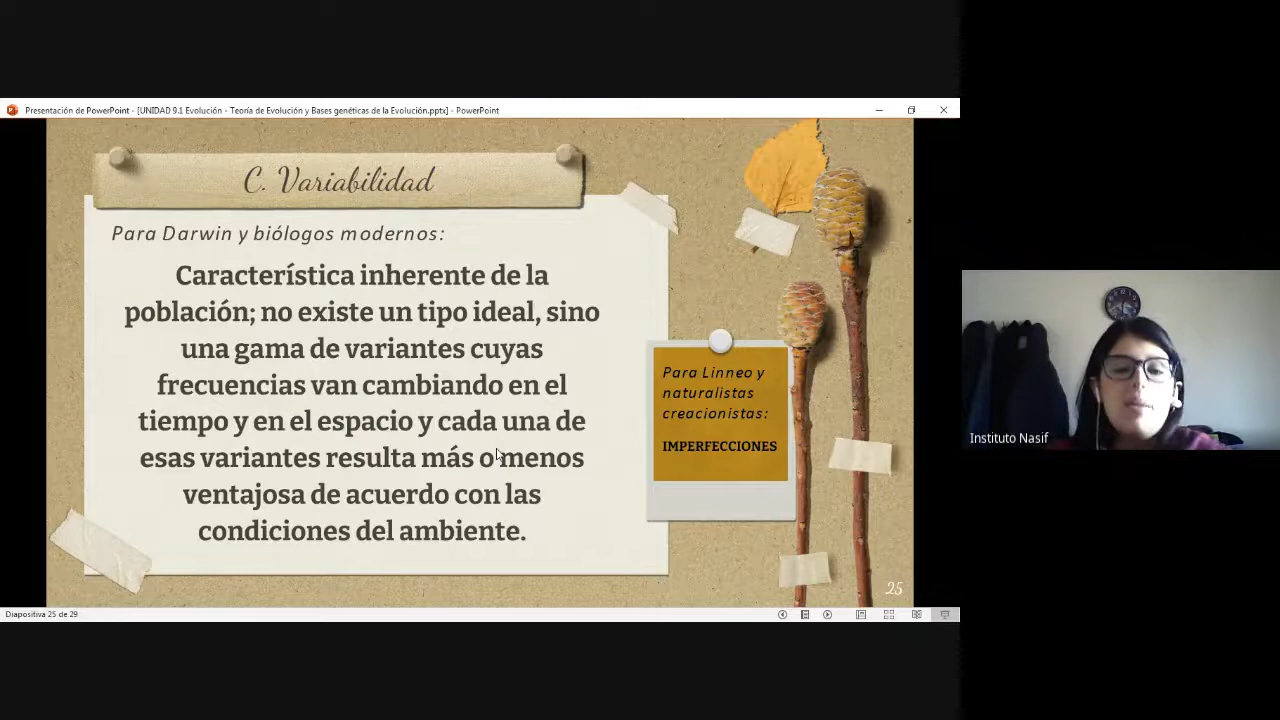 Presentación de PowerPoint - [UNIDAD 9.1 Evolución - Teoría de Evolución y Bases genéticas de la Evolución.pptx] - PowerPoint
C. Variabilidad
Para Darwin y biólogos modernos:
Característica inherente de la
población; no existe un tipo ideal, sino
una gama de variantes cuyas
frecuencias van cambiando en el
tiempo y en el espacio y cada una de
esas variantes resulta más o menos
ventajosa de acuerdo con las
condiciones del ambiente.
Para Linneo y
naturalistas
creacionistas:
IMPERFECCIONES
25
Diapositiva 25 de 29
Instituto Nasif